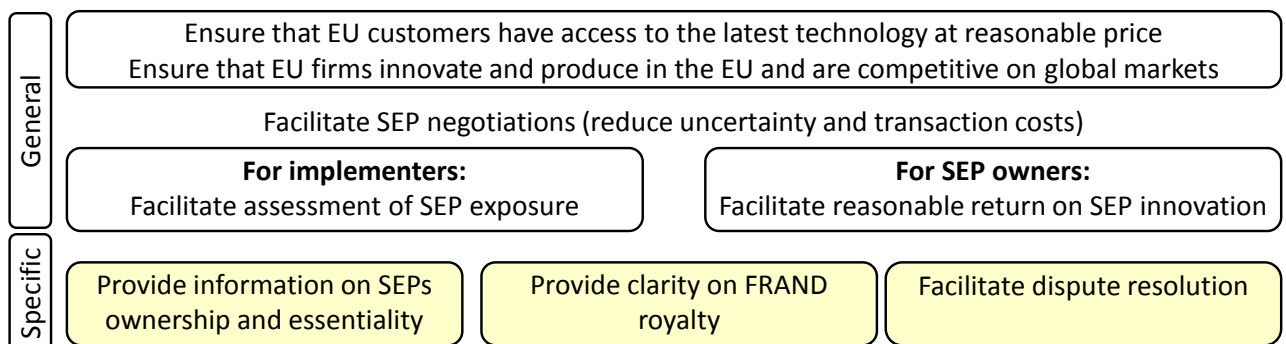 General
Ensure that EU customers have access to the latest technology at reasonable price
Ensure that EU firms innovate and produce in the EU and are competitive on global markets
Facilitate SEP negotiations (reduce uncertainty and transaction costs)
For implementers:
Facilitate assessment of SEP exposure
For SEP owners:
Facilitate reasonable return on SEP innovation
Specific
Provide information on SEPs
ownership and essentiality
Provide clarity on FRAND
royalty
Facilitate dispute resolution